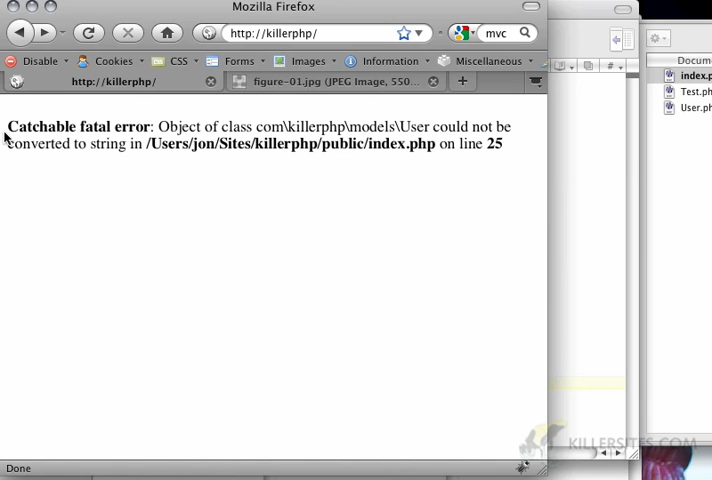 Mozilla Firefox
http://killerphp/
mvc
Disable Cookies CSS Forms Images Information Miscellaneous
http://killerphp/ figure-01.jpg (JPEG Image, 550...
Catchable fatal error: Object of class com\killerphp\models\User could not be
converted to string in /Users/jon/Sites/killerphp/public/index.php on line 25
Done
#
Docum
index.p
Test.ph
User.ph
KILLERSITES.COM